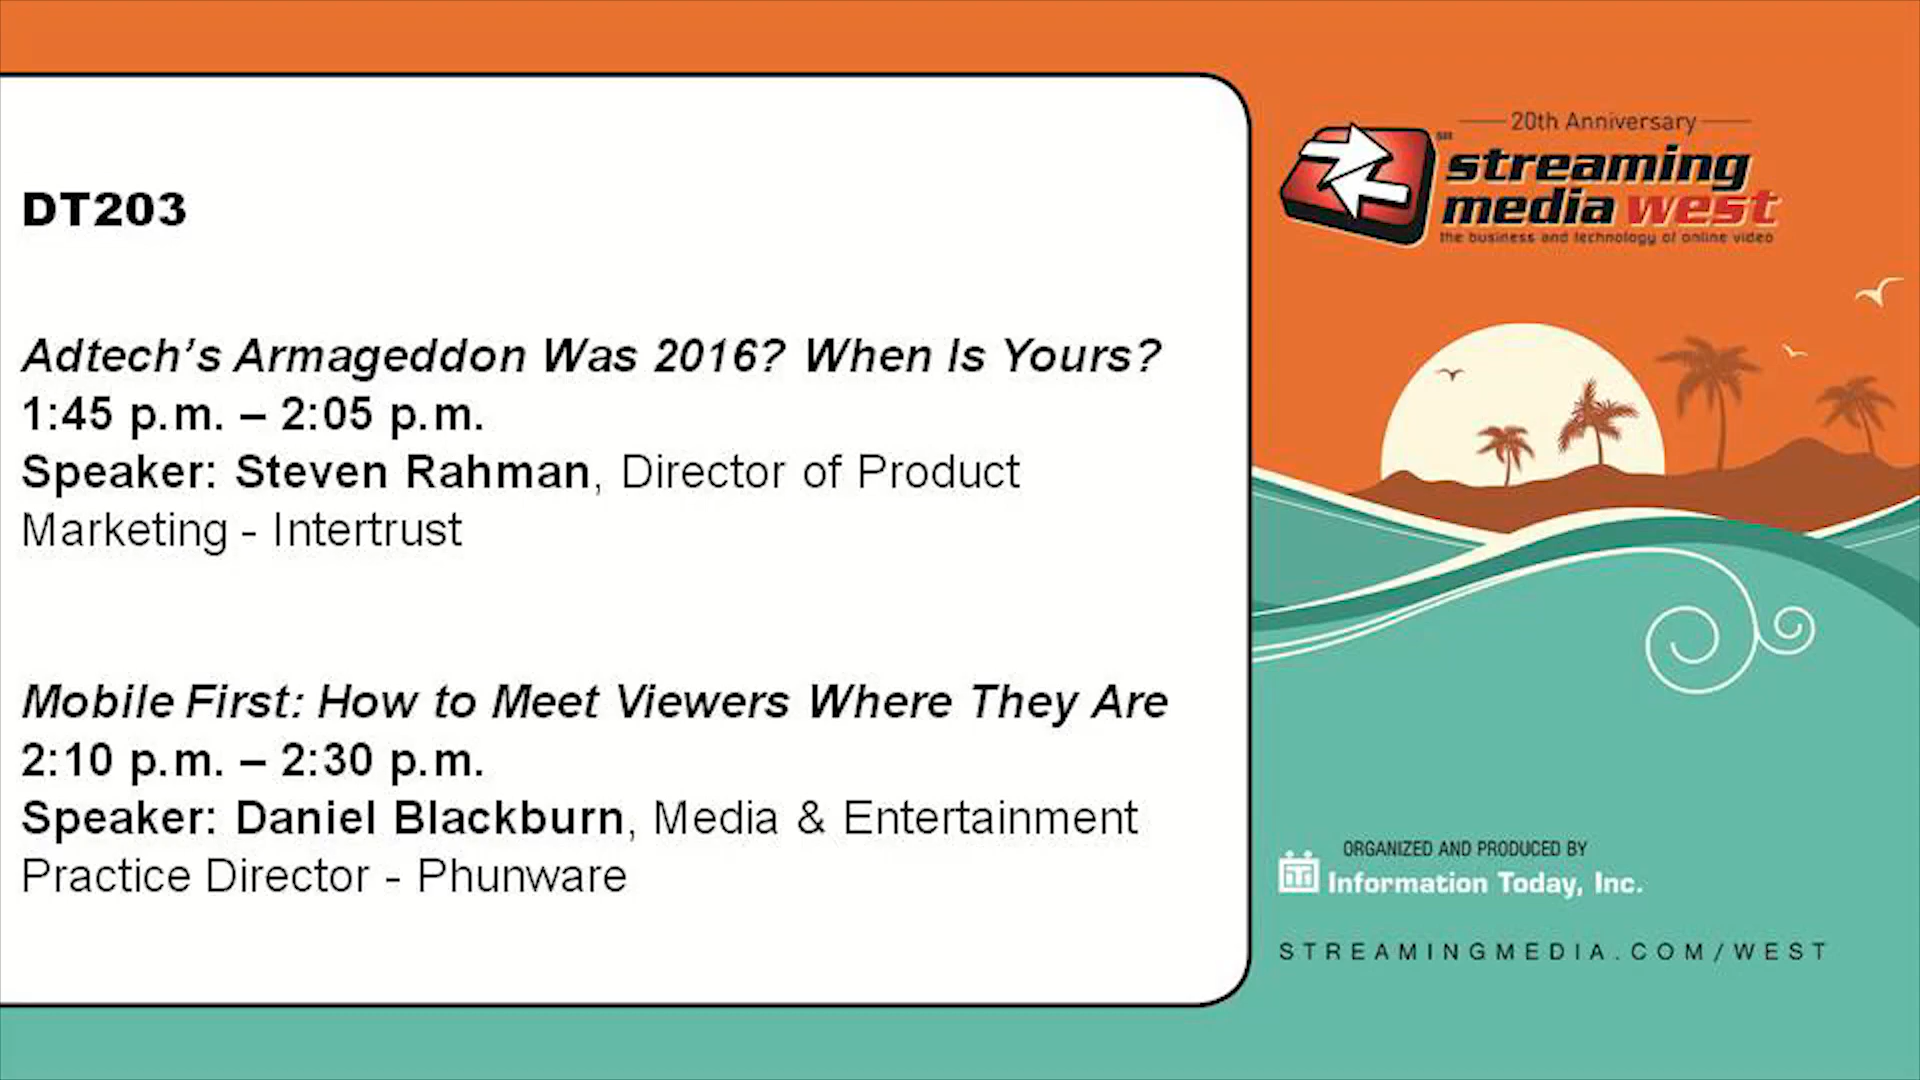 DT203
Adtech's Armageddon Was 2016? When Is Yours?
1:45 p.m. – 2:05 p.m.
Speaker: Steven Rahman, Director of Product
Marketing - Intertrust
Mobile First: How to Meet Viewers Where They Are
2:10 p.m. – 2:30 p.m.
Speaker: Daniel Blackburn, Media & Entertainment
Practice Director - Phunware
20th Anniversary
streaming
media west
the business and technology of online video
ORGANIZED AND PRODUCED BY
Information Today, Inc.
STREAMINGMEDIA.COM/WEST